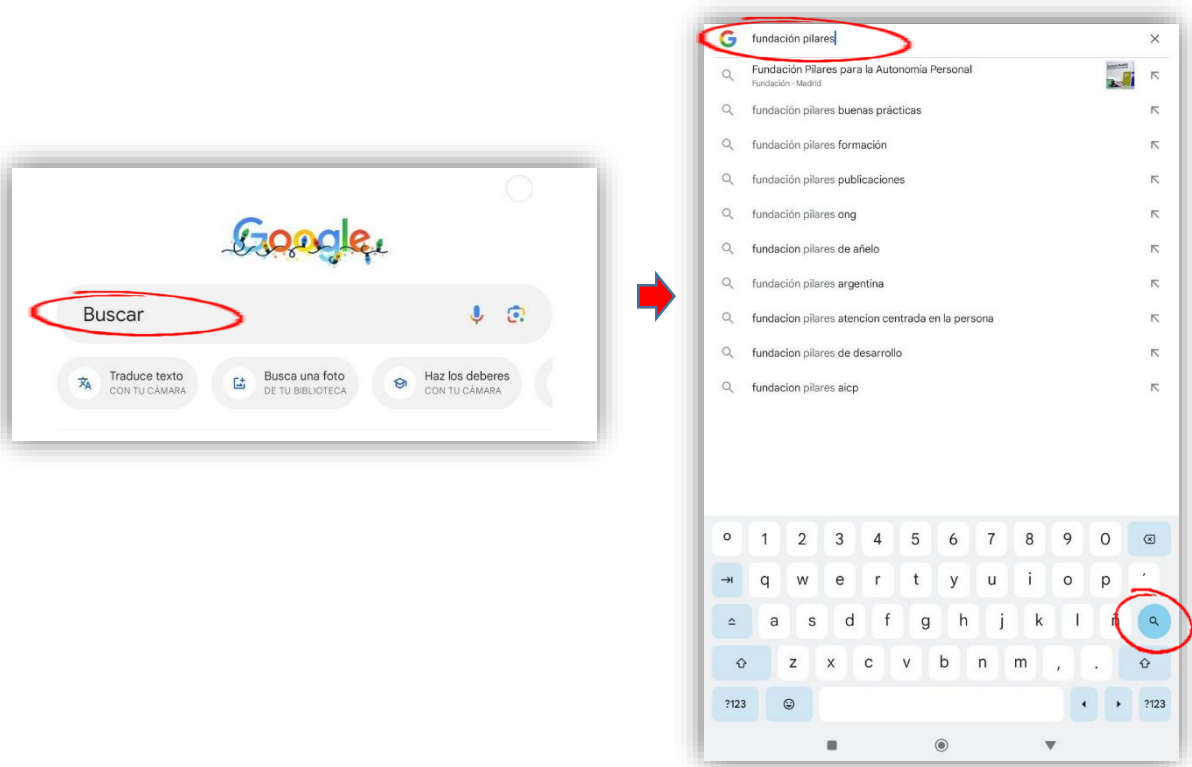 Google
Buscar
Traduce texto
CON TU CÁMARA
Busca una foto
DE TU BIBLIOTECA
Haz los deberes
CON TU CÁMARA
fundación pilares
Fundación Pilares para la Autonomía Personal
Fundación - Madrid
fundación pilares buenas prácticas
fundación pilares formación
fundación pilares publicaciones
fundación pilares ong
fundacion pilares de añelo
fundación pilares argentina
fundacion pilares atencion centrada en la persona
fundacion pilares de desarrollo
fundacion pilares aicp
º 1 2 3 4 5 6 7 8 9 0
q w e r t y u i o p ´
a s d f g h j k l ñ
z x c v b n m , .
?123 ?123